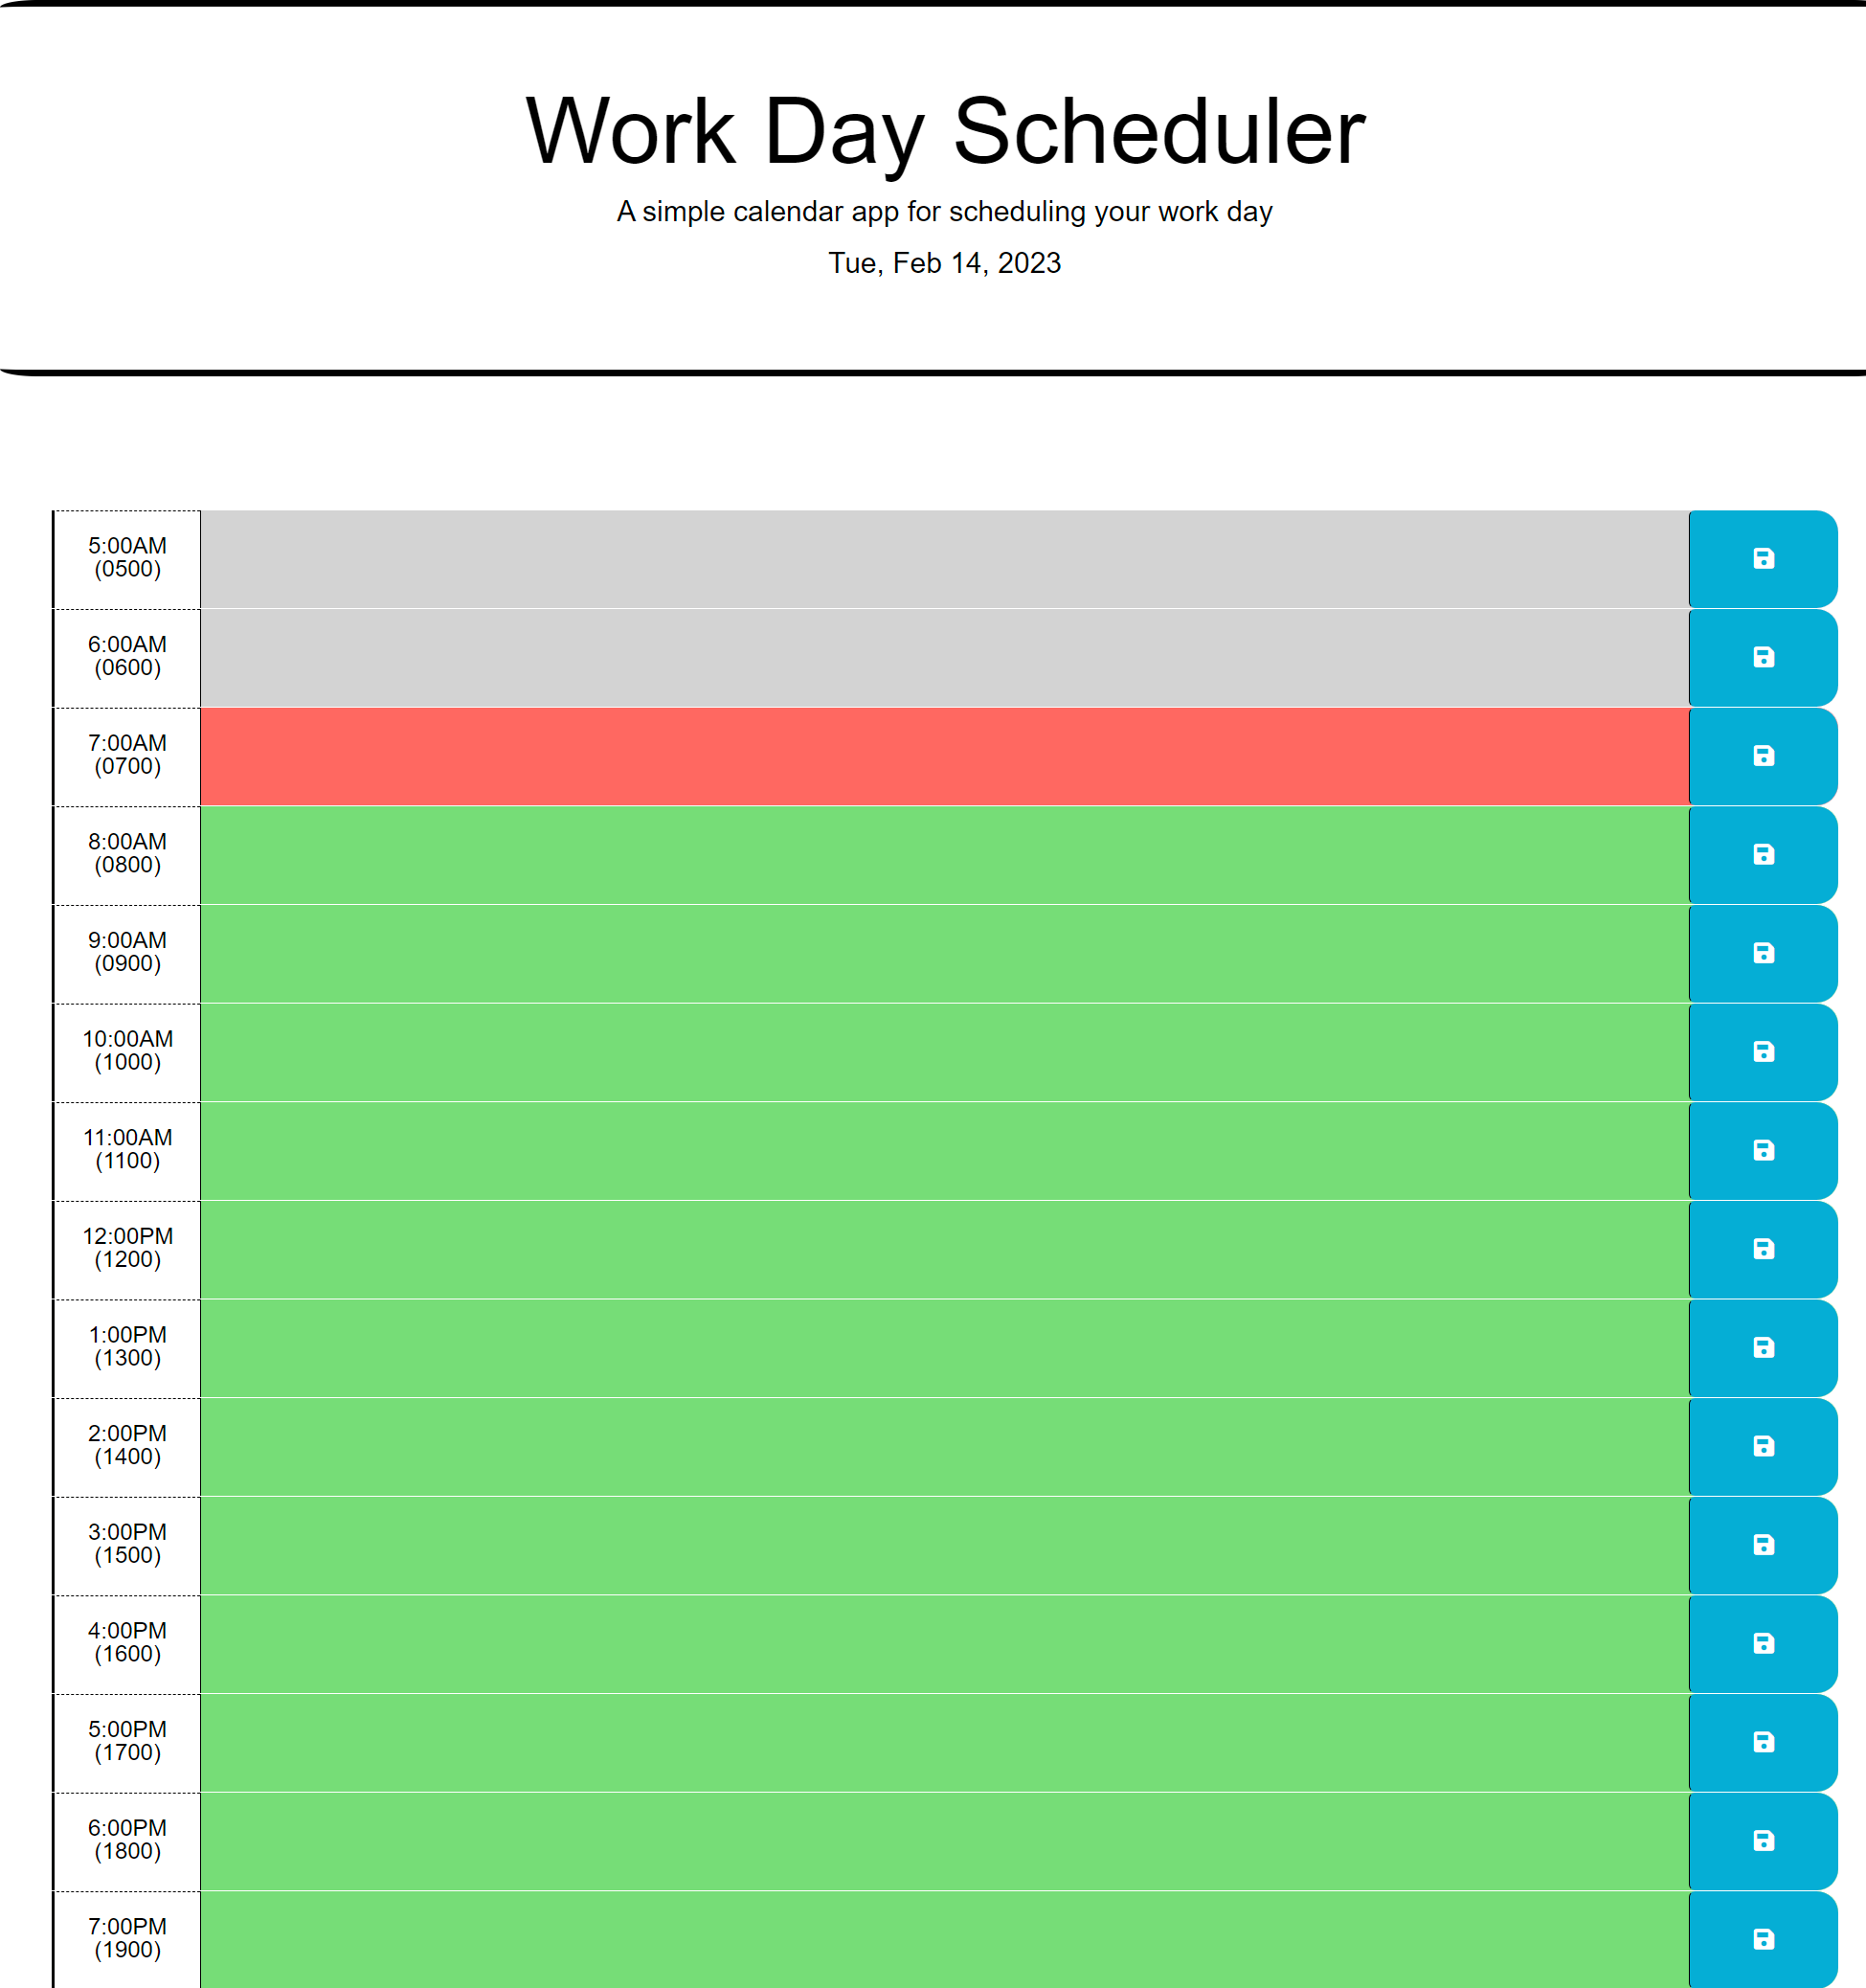 Work Day Scheduler
A simple calendar app for scheduling your work day
Tue, Feb 14, 2023
5:00AM
(0500)
6:00AM
(0600)
7:00AM
(0700)
8:00AM
(0800)
9:00AM
(0900)
10:00AM
(1000)
11:00AM
(1100)
12:00PM
(1200)
1:00PM
(1300)
2:00PM
(1400)
3:00PM
(1500)
4:00PM
(1600)
5:00PM
(1700)
6:00PM
(1800)
7:00PM
(1900)